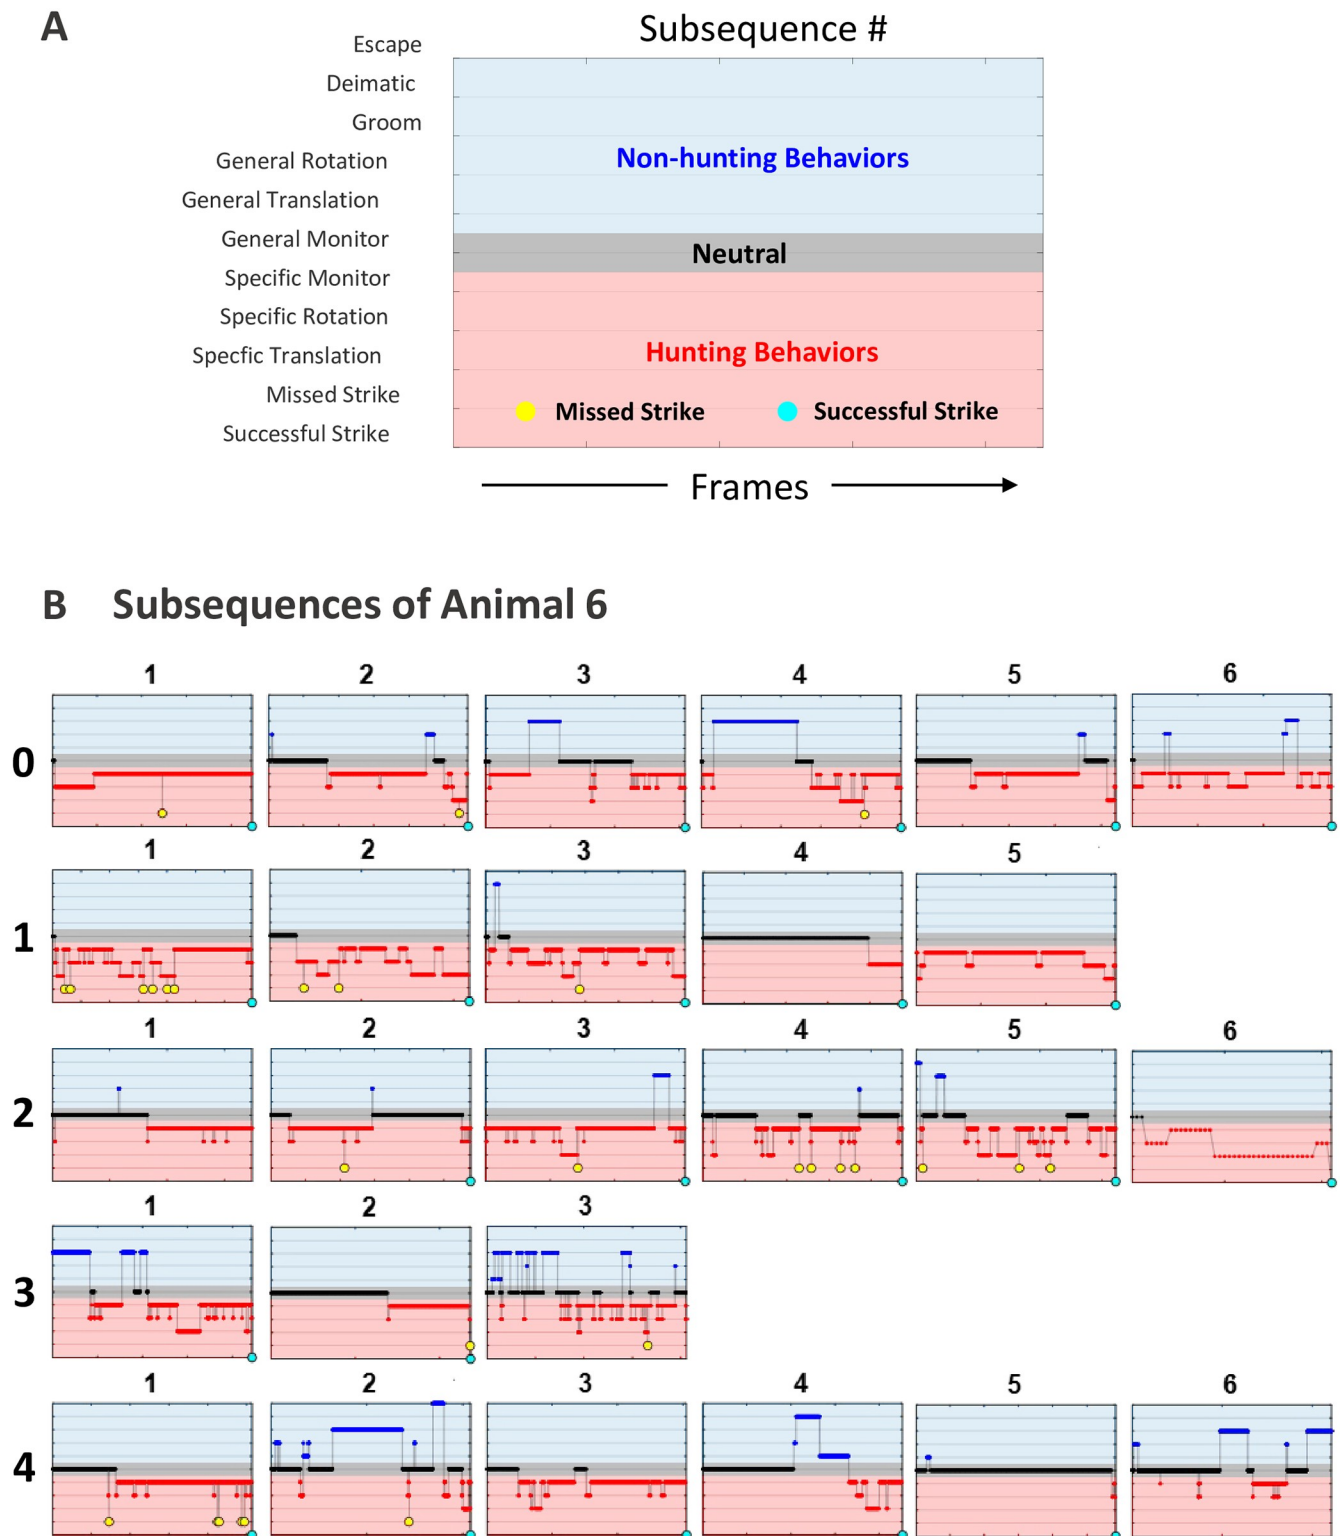 A
Subsequence #
Escape
Deimatic
Groom
General Rotation
Non-hunting Behaviors
General Translation
General Monitor
Neutral
Specific Monitor
Specific Rotation
Specfic Translation
Hunting Behaviors
Missed Strike
Missed Strike Successful Strike
Successful Strike
Frames
B Subsequences of Animal 6
1 2 3 4 5 6
0
1 2 3 4 5
1
1 2 3 4 5 6
2
1 2 3
3
1 2 3 4 5 6
4